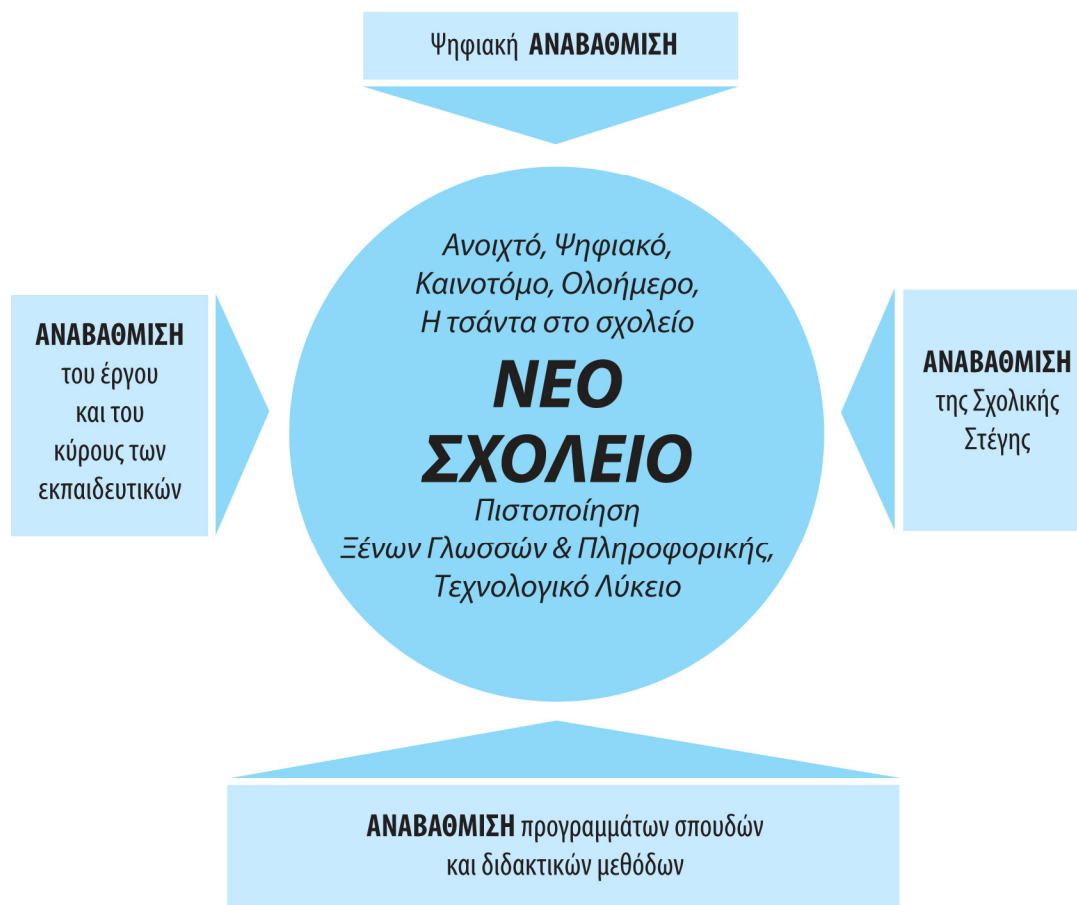 Ψηφιακή ΑΝΑΒΑΘΜΙΣΗ
Ανοιχτό, Ψηφιακό,
Καινοτόμο, Ολοήμερο,
Η τσάντα στο σχολείο
ΝΕΟ
ΣΧΟΛΕΙΟ
Πιστοποίηση
Ξένων Γλωσσών & Πληροφορικής,
Τεχνολογικό Λύκειο
ΑΝΑΒΑΘΜΙΣΗ
του έργου
και του
κύρους των
εκπαιδευτικών
ΑΝΑΒΑΘΜΙΣΗ
της Σχολικής
Στέγης
ΑΝΑΒΑΘΜΙΣΗ προγραμμάτων σπουδών
και διδακτικών μεθόδων